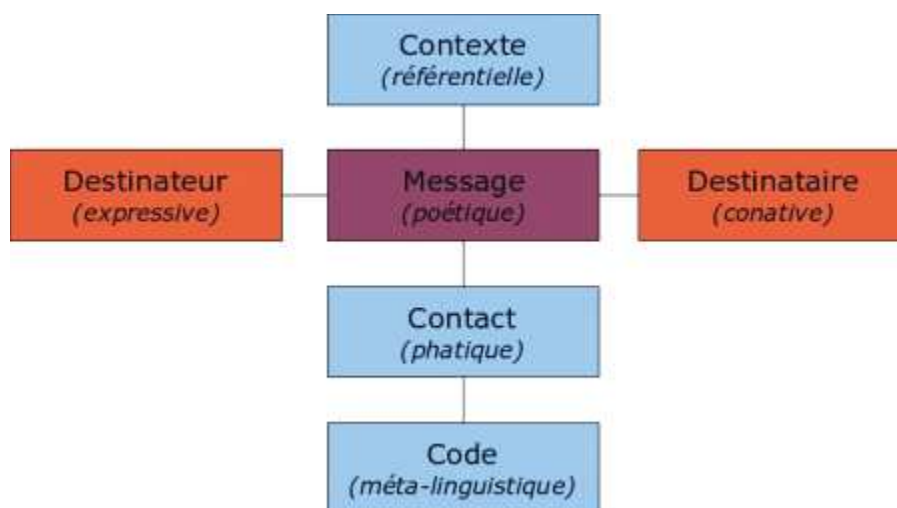 Contexte
(référentielle)
Destinateur
(expressive)
Message
(poétique)
Destinataire
(conative)
Contact
(phatique)
Code
(méta-linguistique)